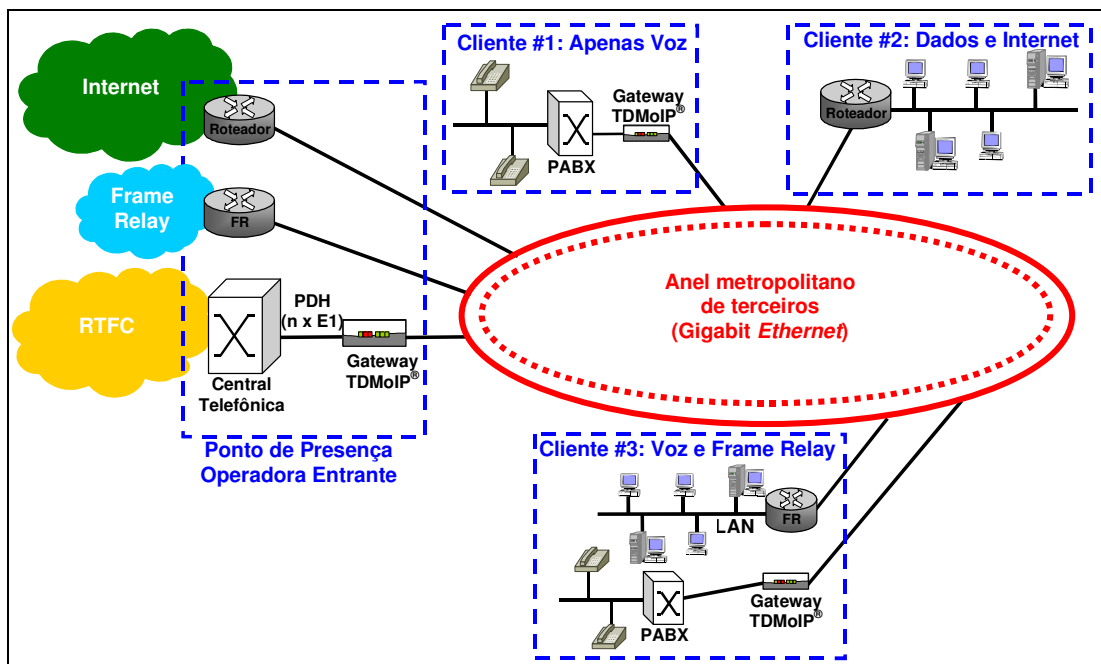 Internet
Roteador
Frame
Relay
FR
RTFC
PDH
(n x E1)
Gateway
TDMoIP®
Central
Telefônica
Ponto de Presença
Operadora Entrante
Cliente #1: Apenas Voz
Gateway
TDMoIP®
PABX
Cliente #2: Dados e Internet
Roteador
Anel metropolitano
de terceiros
(Gigabit Ethernet)
Cliente #3: Voz e Frame Relay
LAN
FR
PABX
Gateway
TDMoIP®